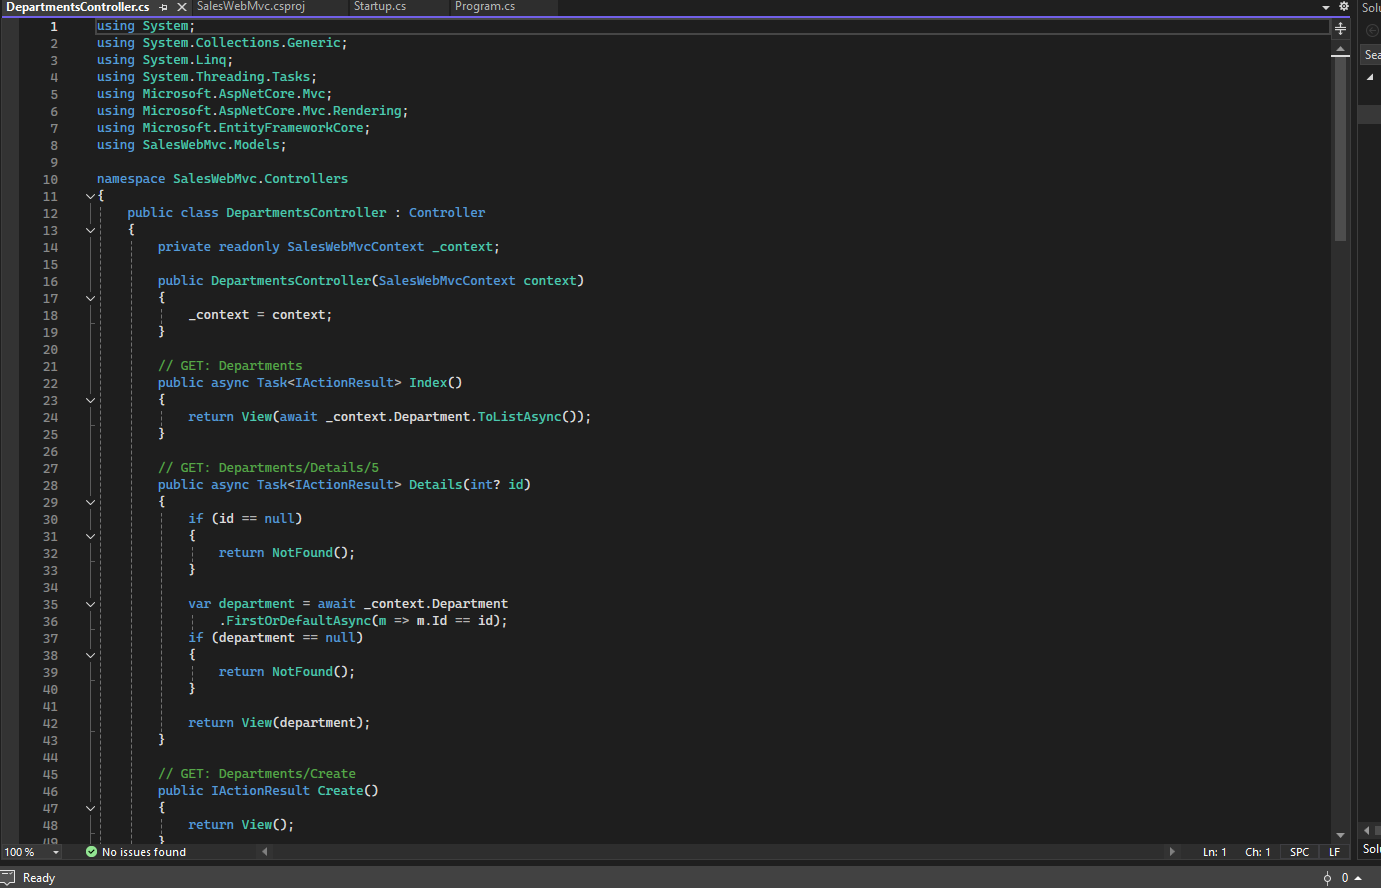 DepartmentsController.cs SalesWebMvc.csproj Startup.cs Program.cs
Solu
Sea
1 using System;
2 using System.Collections.Generic;
3 using System.Linq;
4 using System.Threading.Tasks;
5 using Microsoft.AspNetCore.Mvc;
6 using Microsoft.AspNetCore.Mvc.Rendering;
7 using Microsoft.EntityFrameworkCore;
8 using SalesWebMvc.Models;
9
10 namespace SalesWebMvc.Controllers
11 {
12 public class DepartmentsController : Controller
13 {
14 private readonly SalesWebMvcContext _context;
15
16 public DepartmentsController(SalesWebMvcContext context)
17 {
18 _context = context;
19 }
20
21 // GET: Departments
22 public async Task<IActionResult> Index()
23 {
24 return View(await _context.Department.ToListAsync());
25 }
26
27 // GET: Departments/Details/5
28 public async Task<IActionResult> Details(int? id)
29 {
30 if (id == null)
31 {
32 return NotFound();
33 }
34
35 var department = await _context.Department
36 .FirstOrDefaultAsync(m => m.Id == id);
37 if (department == null)
38 {
39 return NotFound();
40 }
41
42 return View(department);
43 }
44
45 // GET: Departments/Create
46 public IActionResult Create()
47 {
48 return View();
49 }
100 % No issues found Ln: 1 Ch: 1 SPC LF Solu
Ready 0